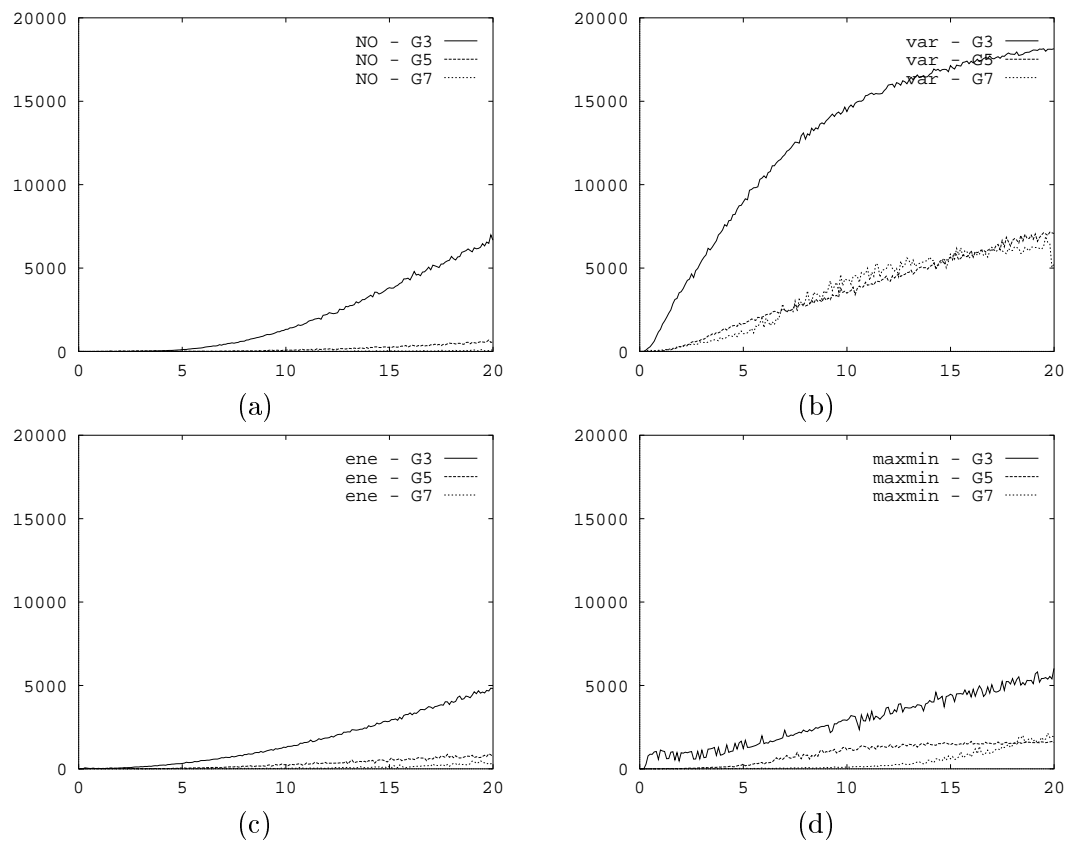 20000
15000
10000
5000
0
0 5 10 15 20
NO - G3
NO - G5
NO - G7
(a)
20000
15000
10000
5000
0
0 5 10 15 20
var - G3
var - G5
var - G7
(b)
20000
15000
10000
5000
0
0 5 10 15 20
ene - G3
ene - G5
ene - G7
(c)
20000
15000
10000
5000
0
0 5 10 15 20
maxmin - G3
maxmin - G5
maxmin - G7
(d)